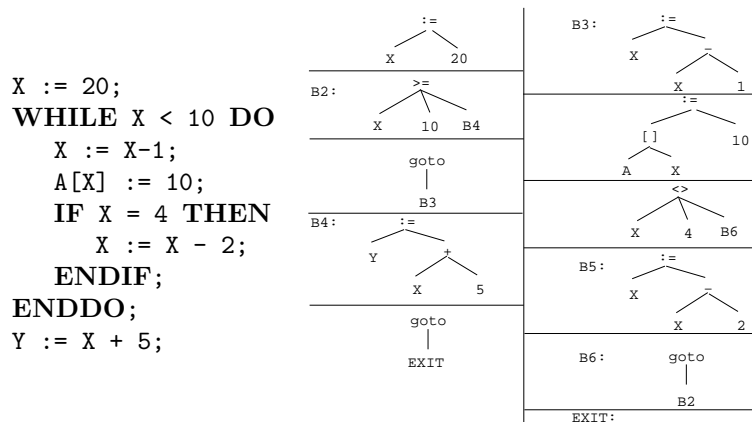 X := 20;
WHILE X < 10 DO
X := X-1;
A[X] := 10;
IF X = 4 THEN
X := X - 2;
ENDIF;
ENDDO;
Y := X + 5;
:=
X 20
B2: >=
X 10 B4
goto
B3
B4: :=
Y +
X 5
goto
EXIT
B3: :=
X -
X 1
:=
[] 10
A X
<>
X 4 B6
B5: :=
X -
X 2
B6: goto
B2
EXIT: